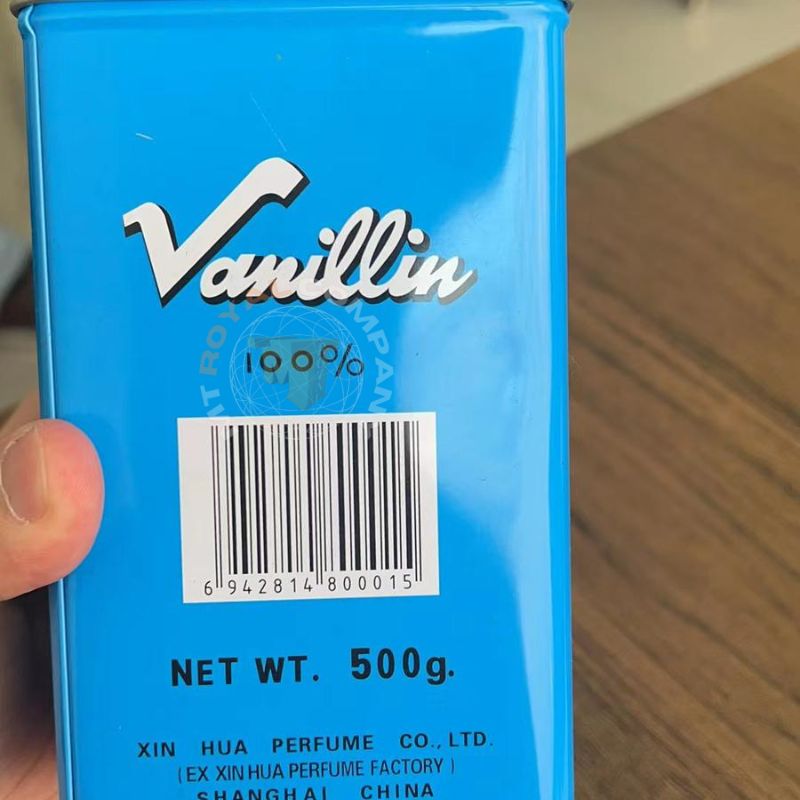 Vanillin
100%
6 942814 800015
NET WT. 500g.
XIN HUA PERFUME CO., LTD.
(EX XIN HUA PERFUME FACTORY)
SHANGHAI CHINA